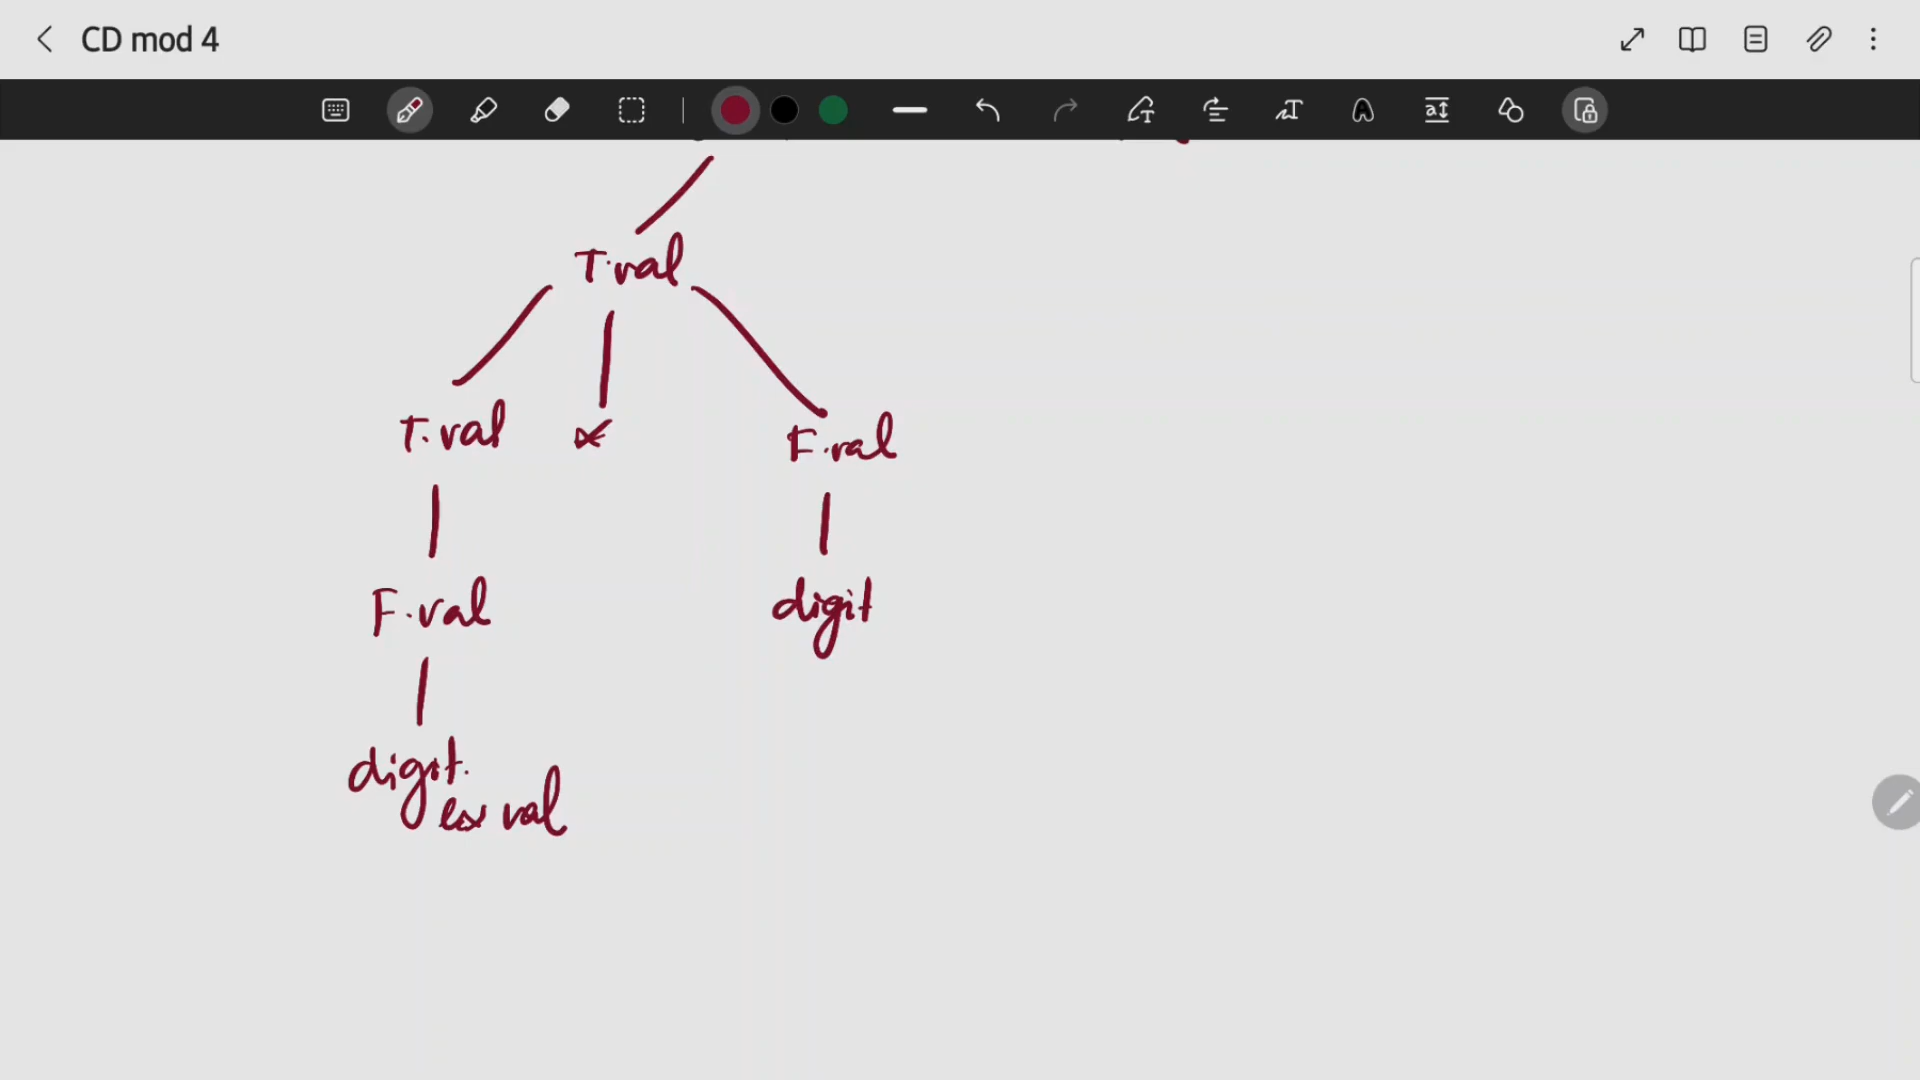 CD mod 4
T.val
T.val * F.val
F.val digit
digit.
lex val